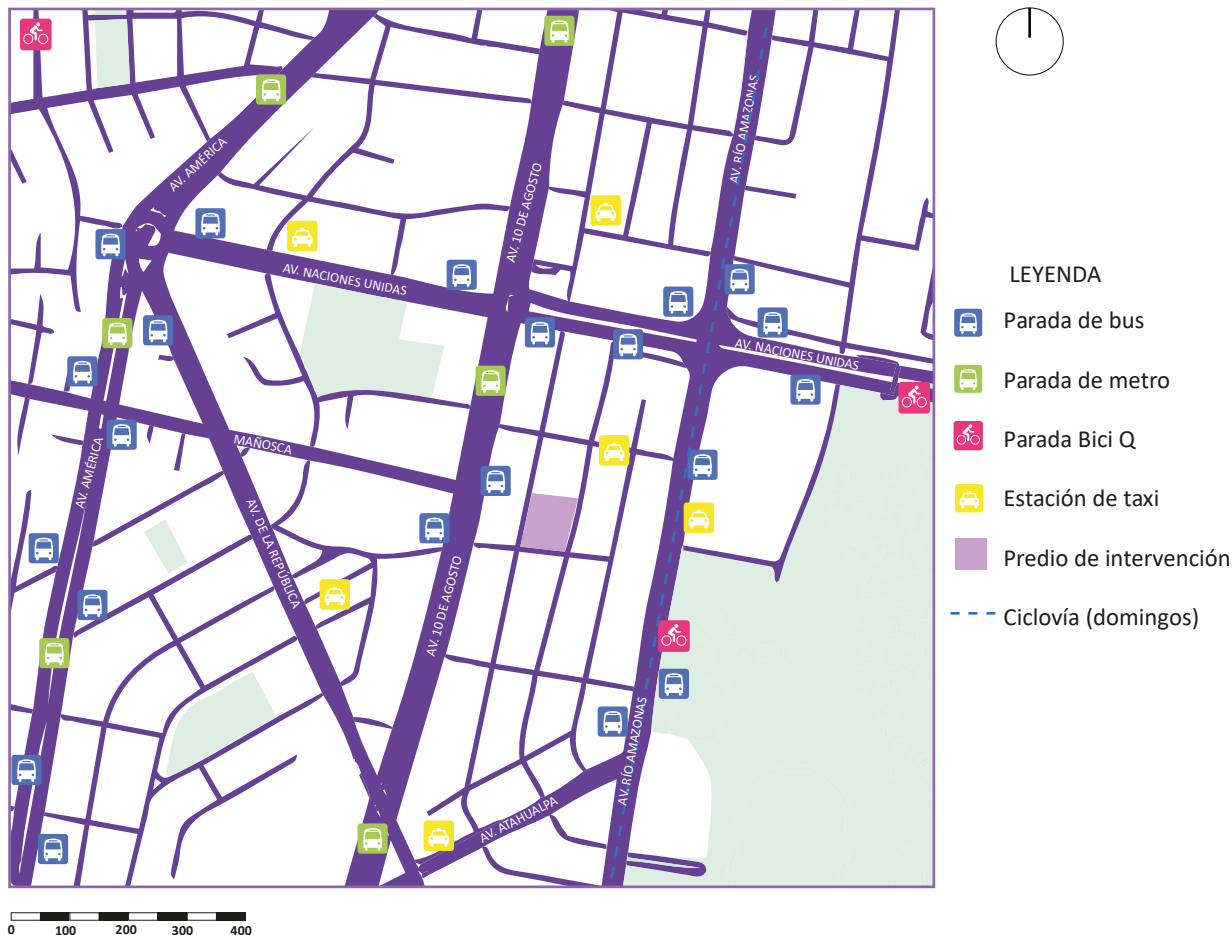 AV. AMÉRICA
AV. 10 DE AGOSTO
AV. RÍO AMAZONAS
AV. NACIONES UNIDAS
AV. NACIONES UNIDAS
MAÑOSCA
AV. AMÉRICA
AV. DE LA REPÚBLICA
AV. 10 DE AGOSTO
AV. RÍO AMAZONAS
AV. ATAHUALPA
LEYENDA
Parada de bus
Parada de metro
Parada Bici Q
Estación de taxi
Predio de intervención
Ciclovía (domingos)
0 100 200 300 400